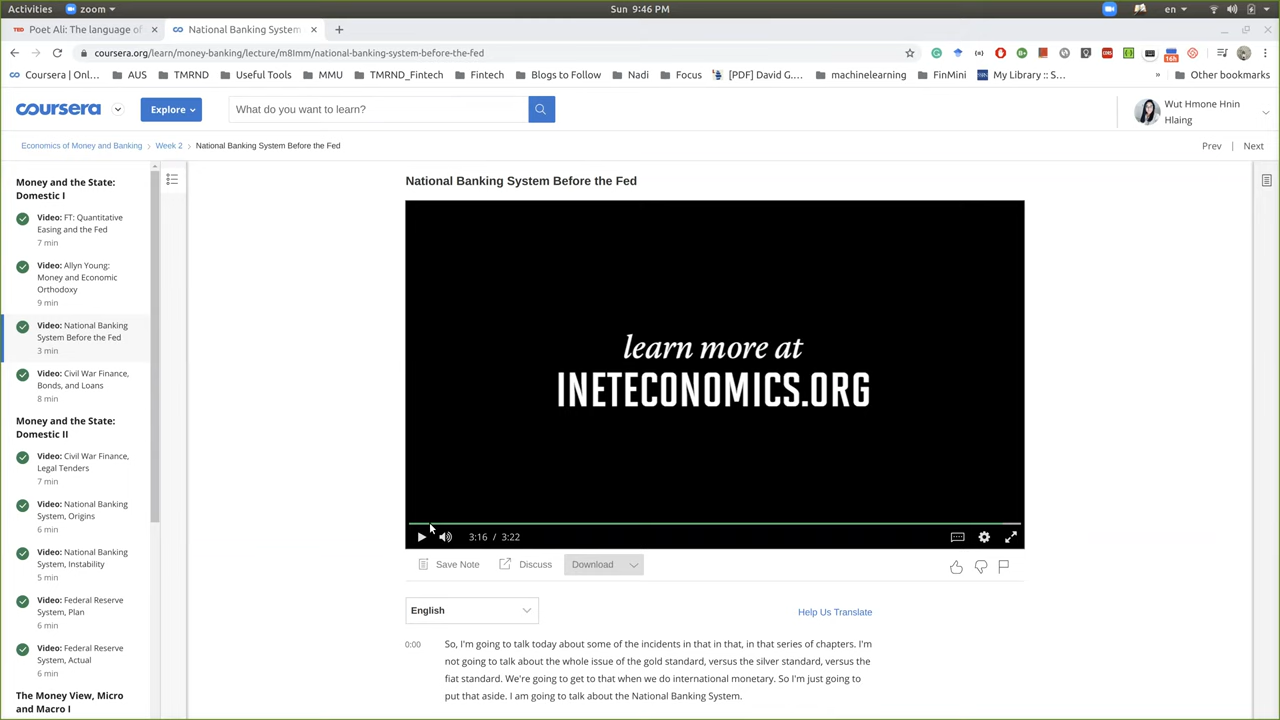 Activities zoom Sun 9:46 PM en
Poet Ali: The language of National Banking System
coursera.org/learn/money-banking/lecture/m8Imm/national-banking-system-before-the-fed
Coursera | Onl... AUS TMRND Useful Tools MMU TMRND_Fintech Fintech Blogs to Follow Nadi Focus [PDF] David G.... machinelearning FinMini My Library :: S... » Other bookmarks
coursera Explore What do you want to learn? Wut Hmone Hnin
Hlaing
Economics of Money and Banking Week 2 National Banking System Before the Fed Prev | Next
Money and the State:
Domestic I
Video: FT: Quantitative
Easing and the Fed
7 min
Video: Allyn Young:
Money and Economic
Orthodoxy
9 min
Video: National Banking
System Before the Fed
3 min
Video: Civil War Finance,
Bonds, and Loans
8 min
Money and the State:
Domestic II
Video: Civil War Finance,
Legal Tenders
7 min
Video: National Banking
System, Origins
6 min
Video: National Banking
System, Instability
5 min
Video: Federal Reserve
System, Plan
6 min
Video: Federal Reserve
System, Actual
6 min
The Money View, Micro
and Macro I
National Banking System Before the Fed
learn more at
INETECONOMICS.ORG
3:16 / 3:22
Save Note Discuss Download
English Help Us Translate
0:00 So, I'm going to talk today about some of the incidents in that in that, in that series of chapters. I'm
not going to talk about the whole issue of the gold standard, versus the silver standard, versus the
fiat standard. We're going to get to that when we do international monetary. So I'm just going to
put that aside. I am going to talk about the National Banking System.